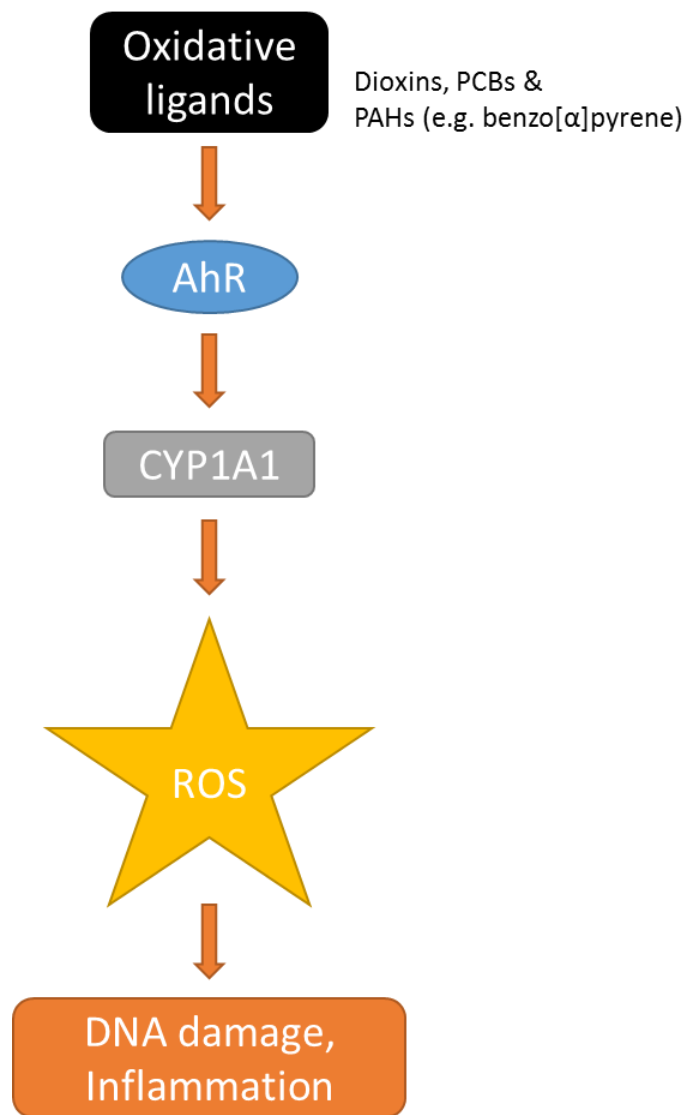 Oxidative
ligands
Dioxins, PCBs &
PAHs (e.g. benzo[α]pyrene)
AhR
CYP1A1
ROS
DNA damage,
Inflammation